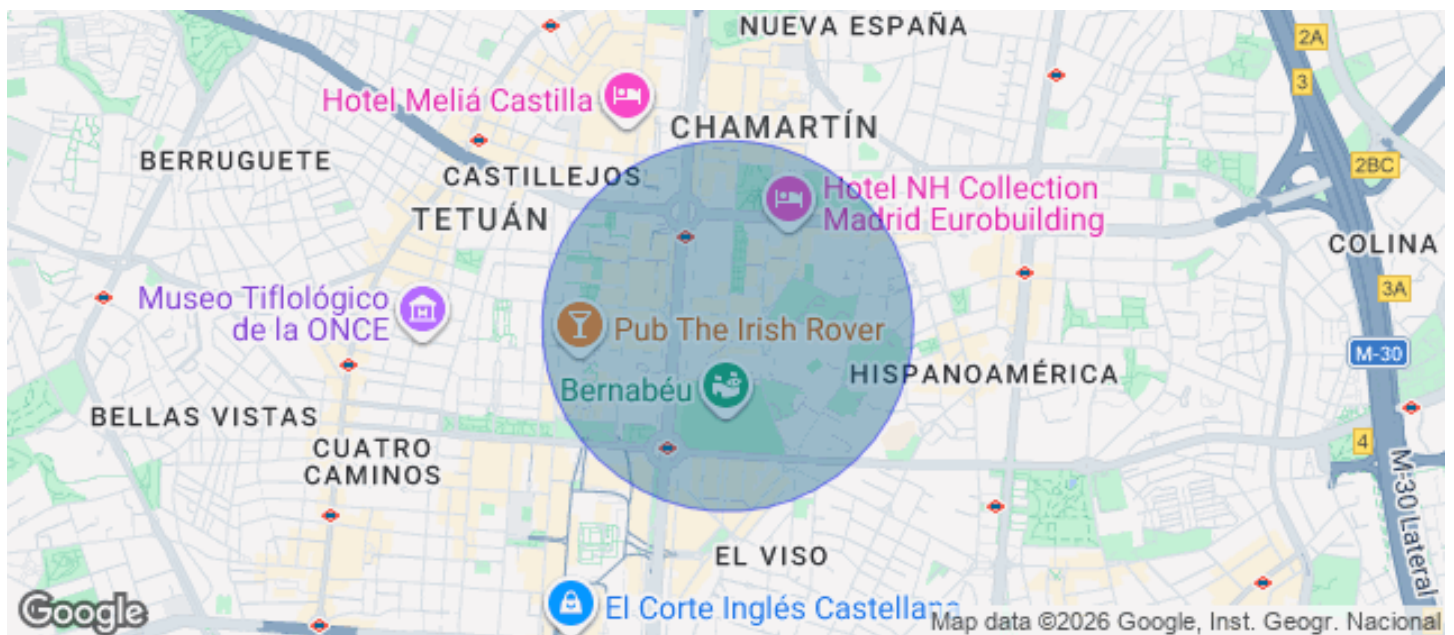 NUEVA ESPAÑA
2A
3
Hotel Meliá Castilla
CHAMARTÍN
BERRUGUETE
CASTILLEJOS
2BC
Hotel NH Collection
Madrid Eurobuilding
TETUÁN
COLINA
Museo Tiflológico
de la ONCE
3A
Pub The Irish Rover
M-30
Bernabéu
HISPANOAMÉRICA
BELLAS VISTAS
CUATRO
CAMINOS
4
M-30 Lateral
EL VISO
El Corte Inglés Castellana
Google
Map data ©2026 Google, Inst. Geogr. Nacional